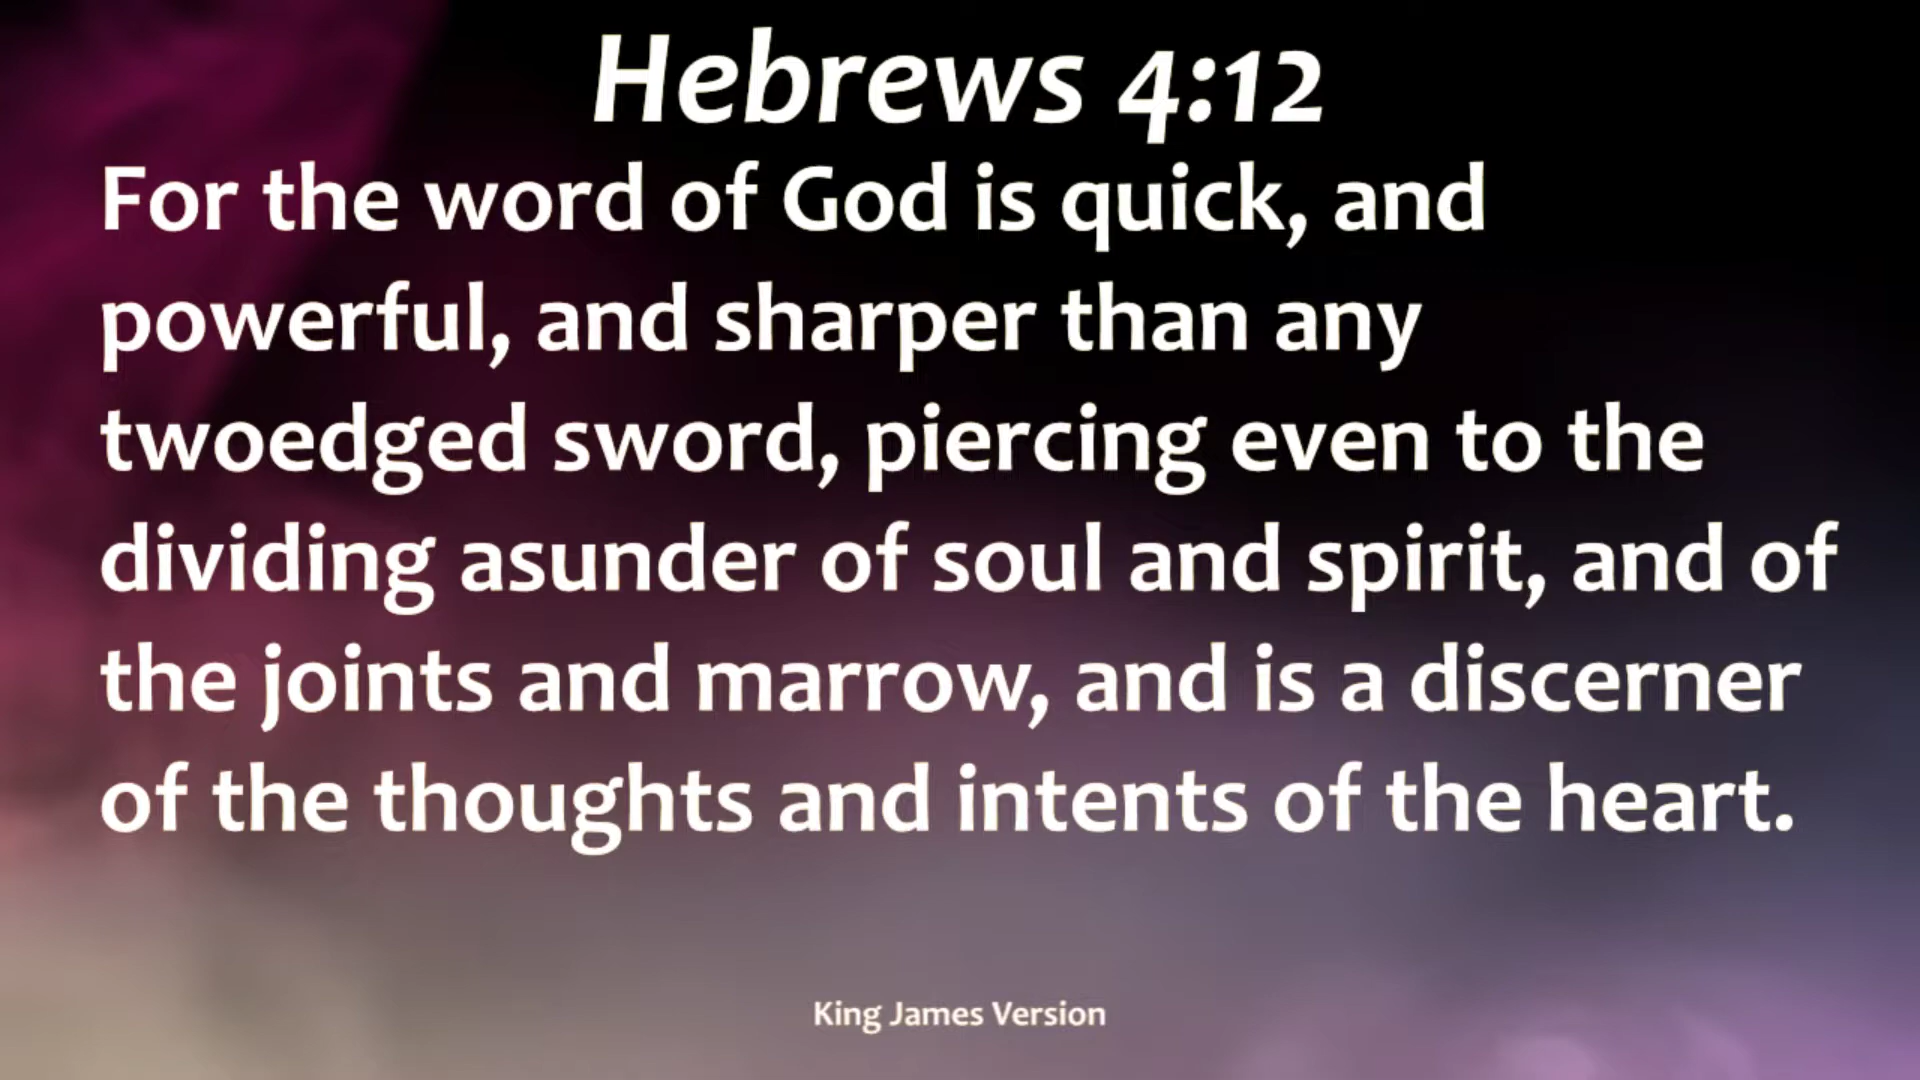 Hebrews 4:12
For the word of God is quick, and
powerful, and sharper than any
twoedged sword, piercing even to the
dividing asunder of soul and spirit, and of
the joints and marrow, and is a discerner
of the thoughts and intents of the heart.
King James Version